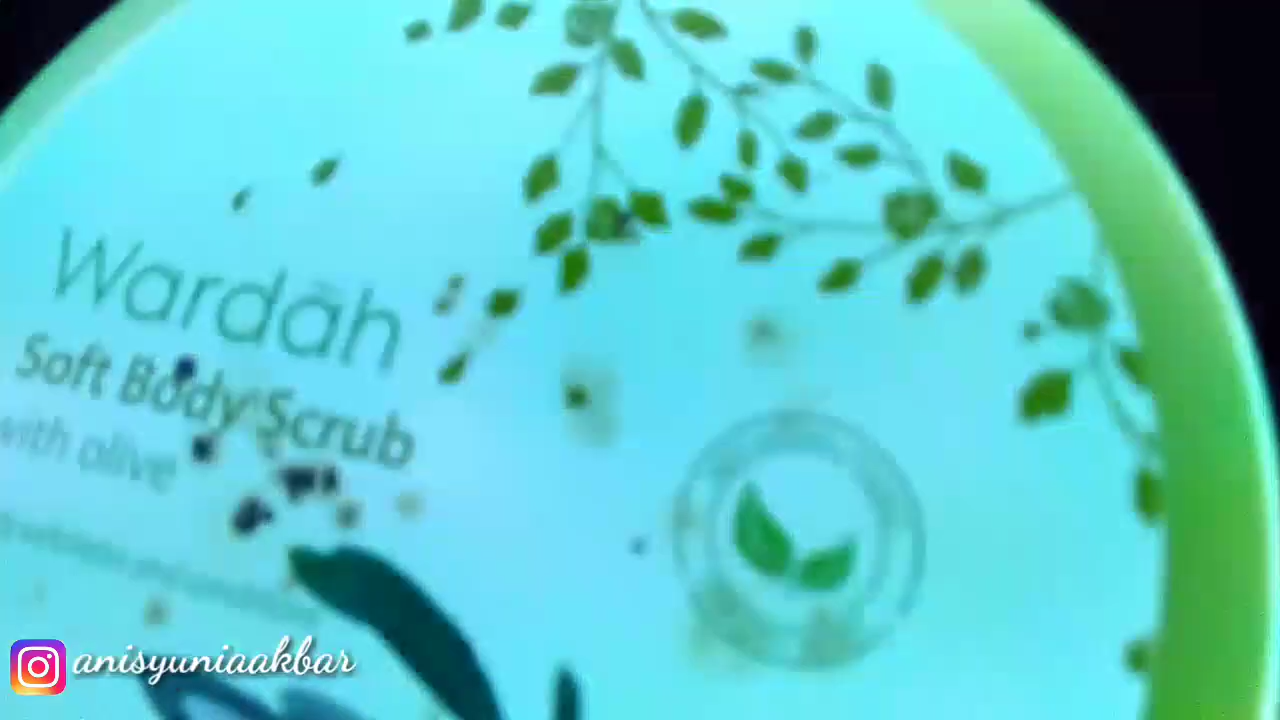 Wardah
Soft Body Scrub
with olive
anisyuniaakbar